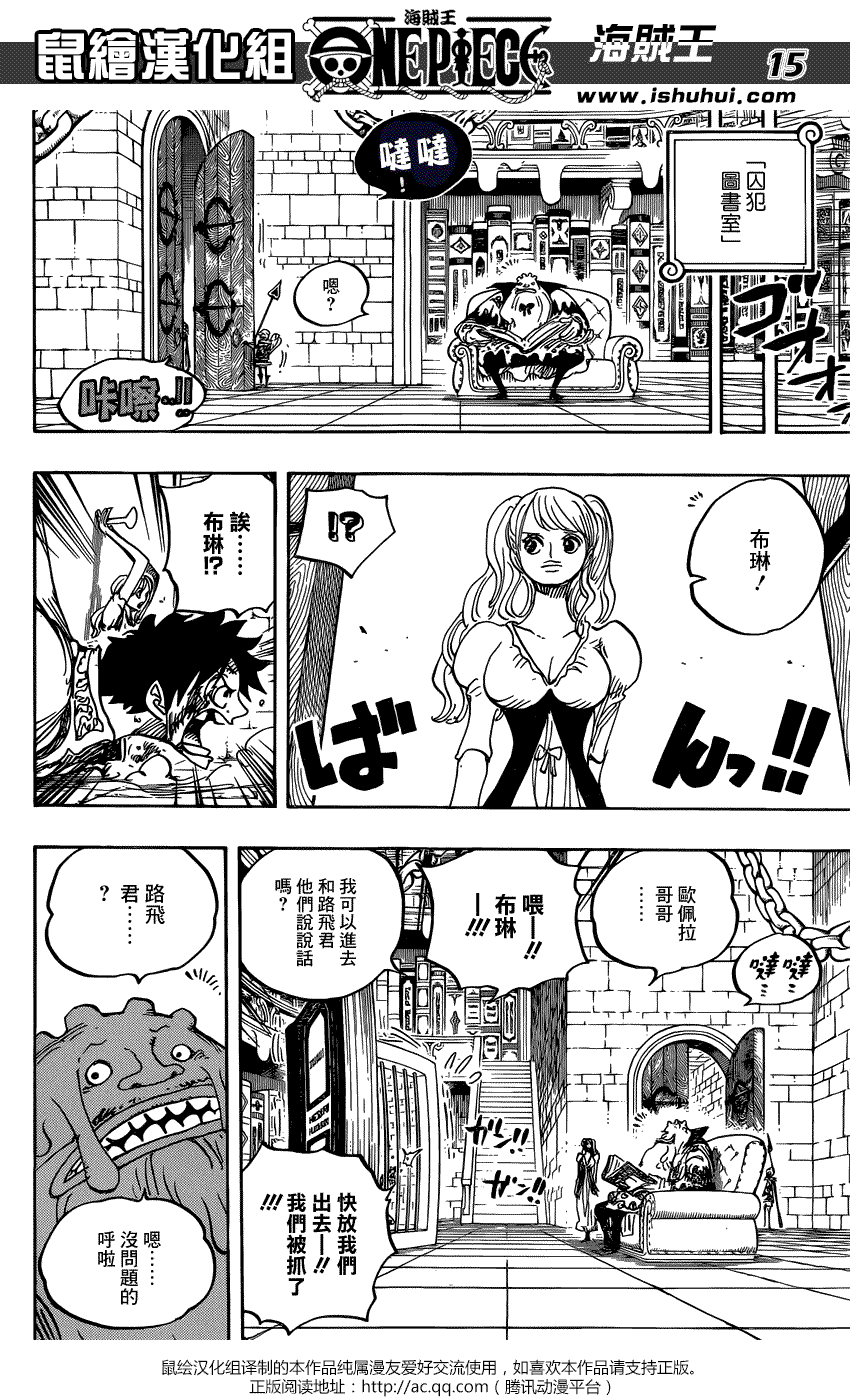 鼠繪漢化組
海賊王
ONE PIECE
海賊王
15
www.ishuhui.com
「囚犯
圖書室」
ゴオオオ
噠噠
!
嗯
?
咔嚓…!!
布琳!
!?
ばんっ!!
誒……
布琳!?
歐佩拉
哥哥
……
噠噠
喂—!!
布琳
—!!!
我可以進去
和路飛君
他們說說話
嗎?
ガン!!
ガン!!
快放我們
出去—!!
我們被抓了
!!!
路飛
君……
?
嗯……
沒問題的
呼啦
鼠绘汉化组译制的本作品纯属漫友爱好交流使用，如喜欢本作品请支持正版。
正版阅读地址：http://ac.qq.com（腾讯动漫平台）